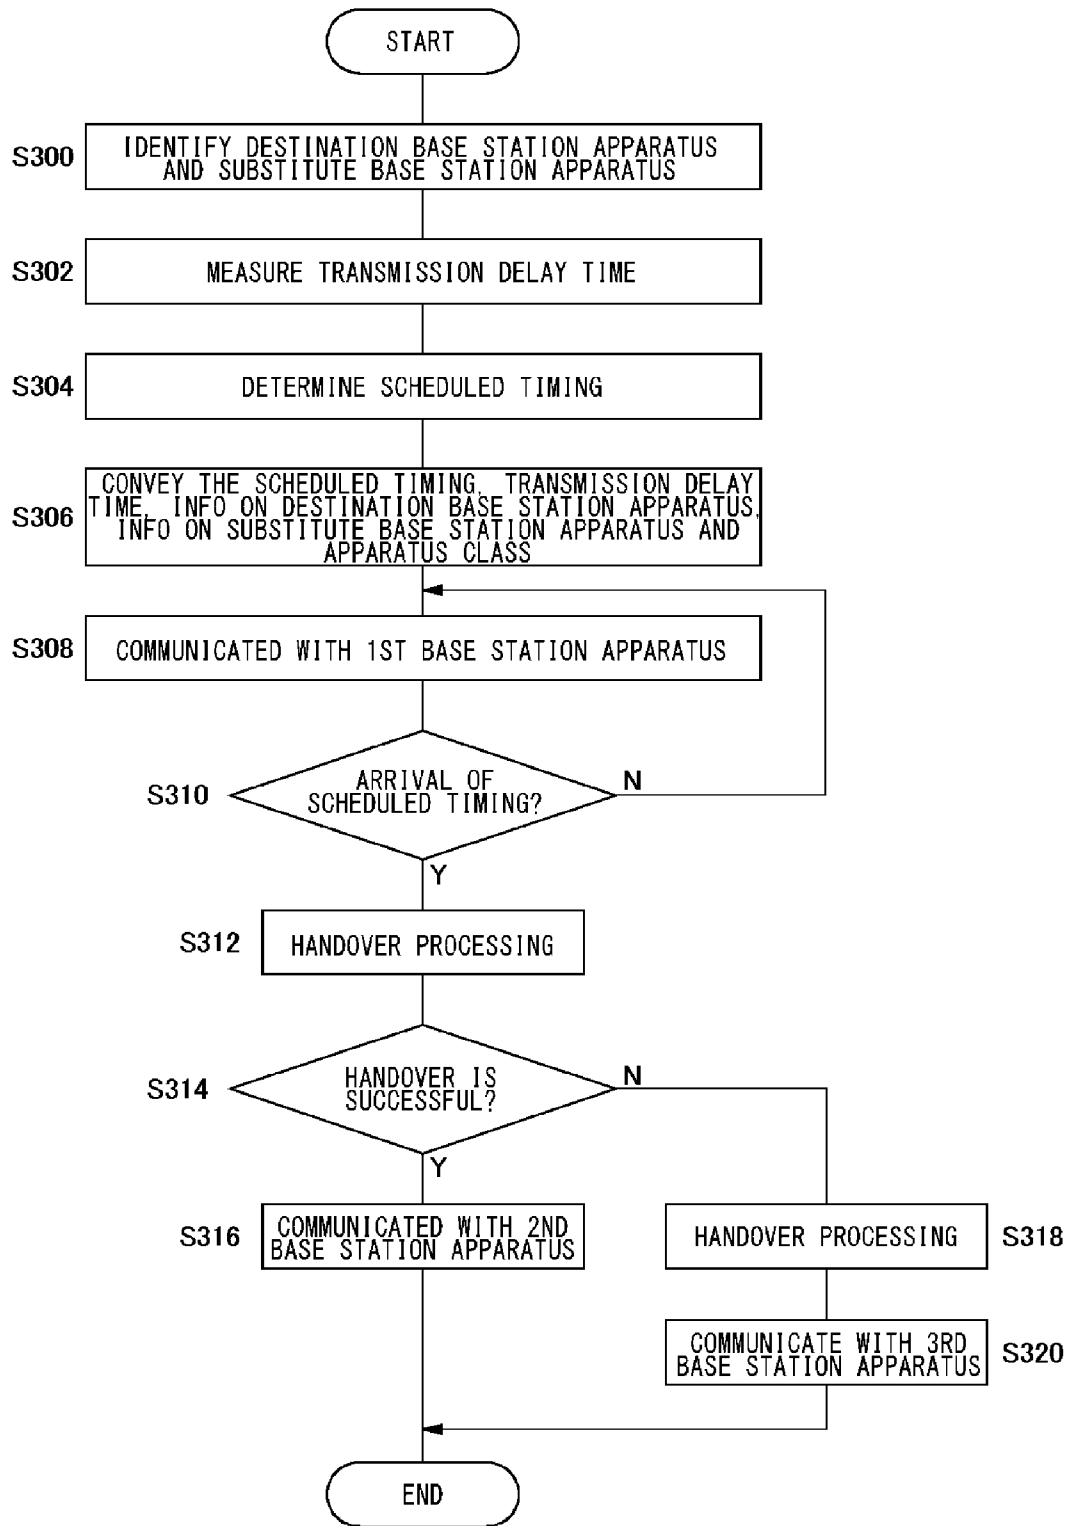 START
S300
IDENTIFY DESTINATION BASE STATION APPARATUS
AND SUBSTITUTE BASE STATION APPARATUS
S302
MEASURE TRANSMISSION DELAY TIME
S304
DETERMINE SCHEDULED TIMING
S306
CONVEY THE SCHEDULED TIMING, TRANSMISSION DELAY
TIME, INFO ON DESTINATION BASE STATION APPARATUS,
INFO ON SUBSTITUTE BASE STATION APPARATUS AND
APPARATUS CLASS
S308
COMMUNICATED WITH 1ST BASE STATION APPARATUS
S310
ARRIVAL OF
SCHEDULED TIMING?
N
Y
S312
HANDOVER PROCESSING
S314
HANDOVER IS
SUCCESSFUL?
N
Y
S316
COMMUNICATED WITH 2ND
BASE STATION APPARATUS
HANDOVER PROCESSING
S318
COMMUNICATE WITH 3RD
BASE STATION APPARATUS
S320
END